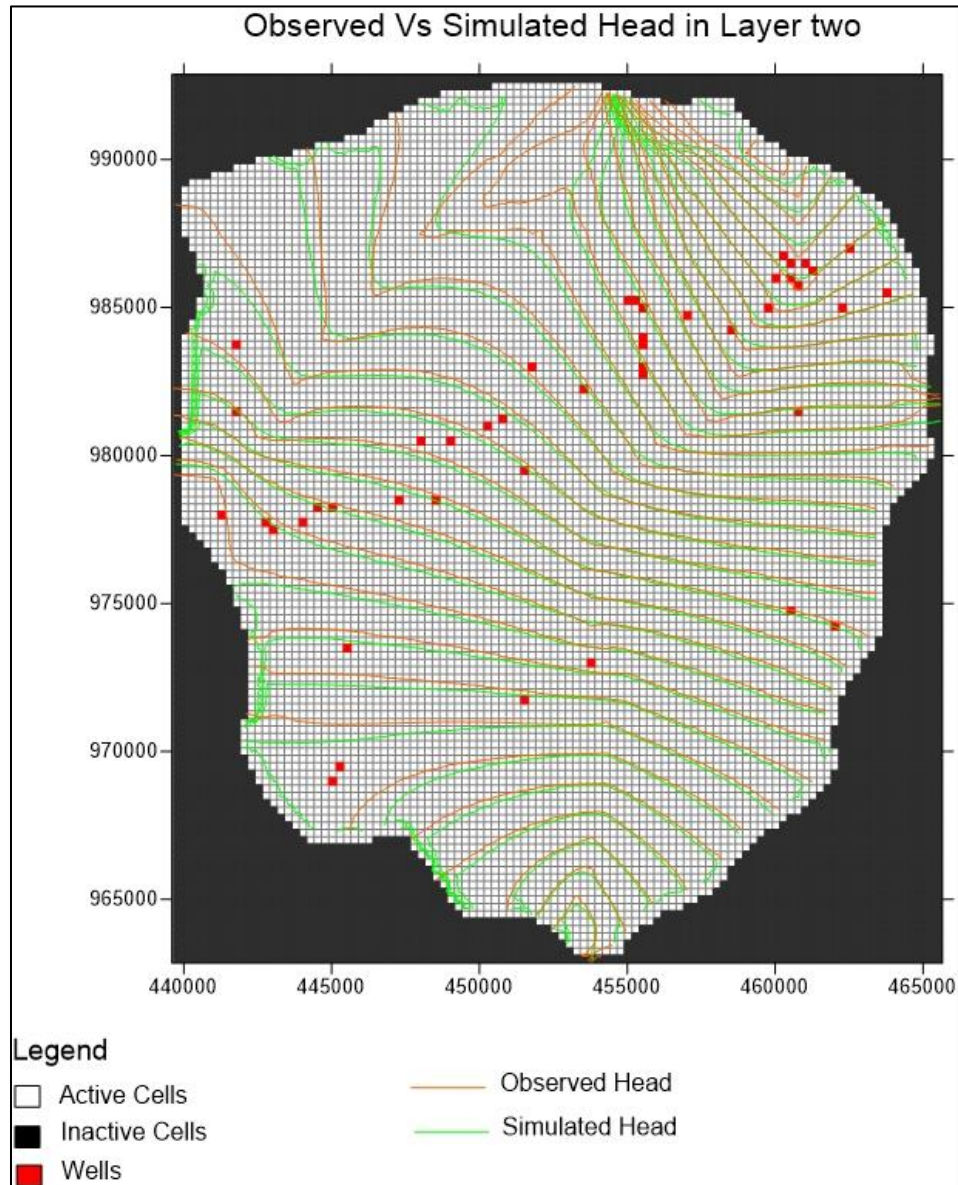 Observed Vs Simulated Head in Layer two
990000
985000
980000
975000
970000
965000
440000 445000 450000 455000 460000 465000
Legend
Active Cells
Inactive Cells
Wells
Observed Head
Simulated Head